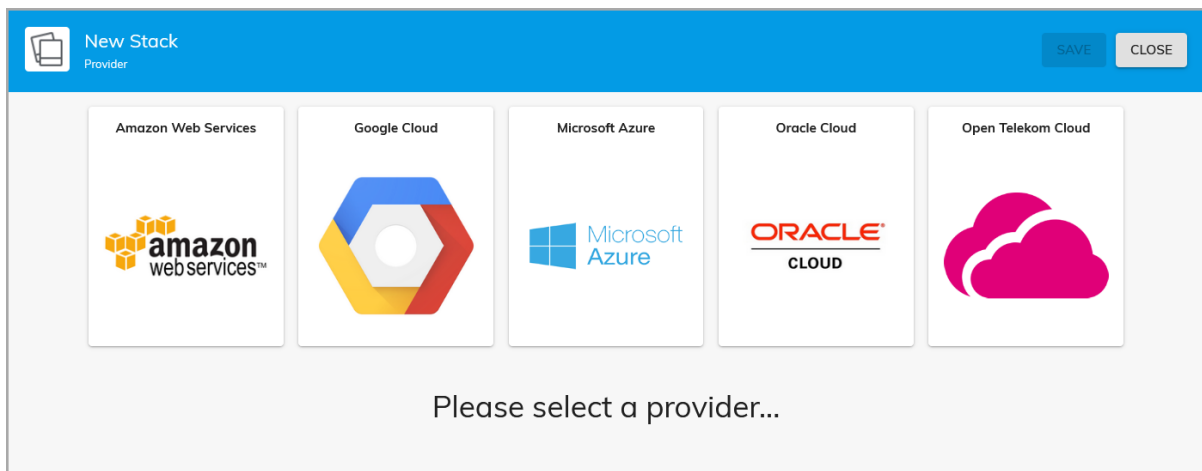 New Stack
Provider
SAVE
CLOSE
Amazon Web Services
Google Cloud
Microsoft Azure
Oracle Cloud
Open Telekom Cloud
amazon
webservices™
Microsoft
Azure
ORACLE®
CLOUD
Please select a provider...